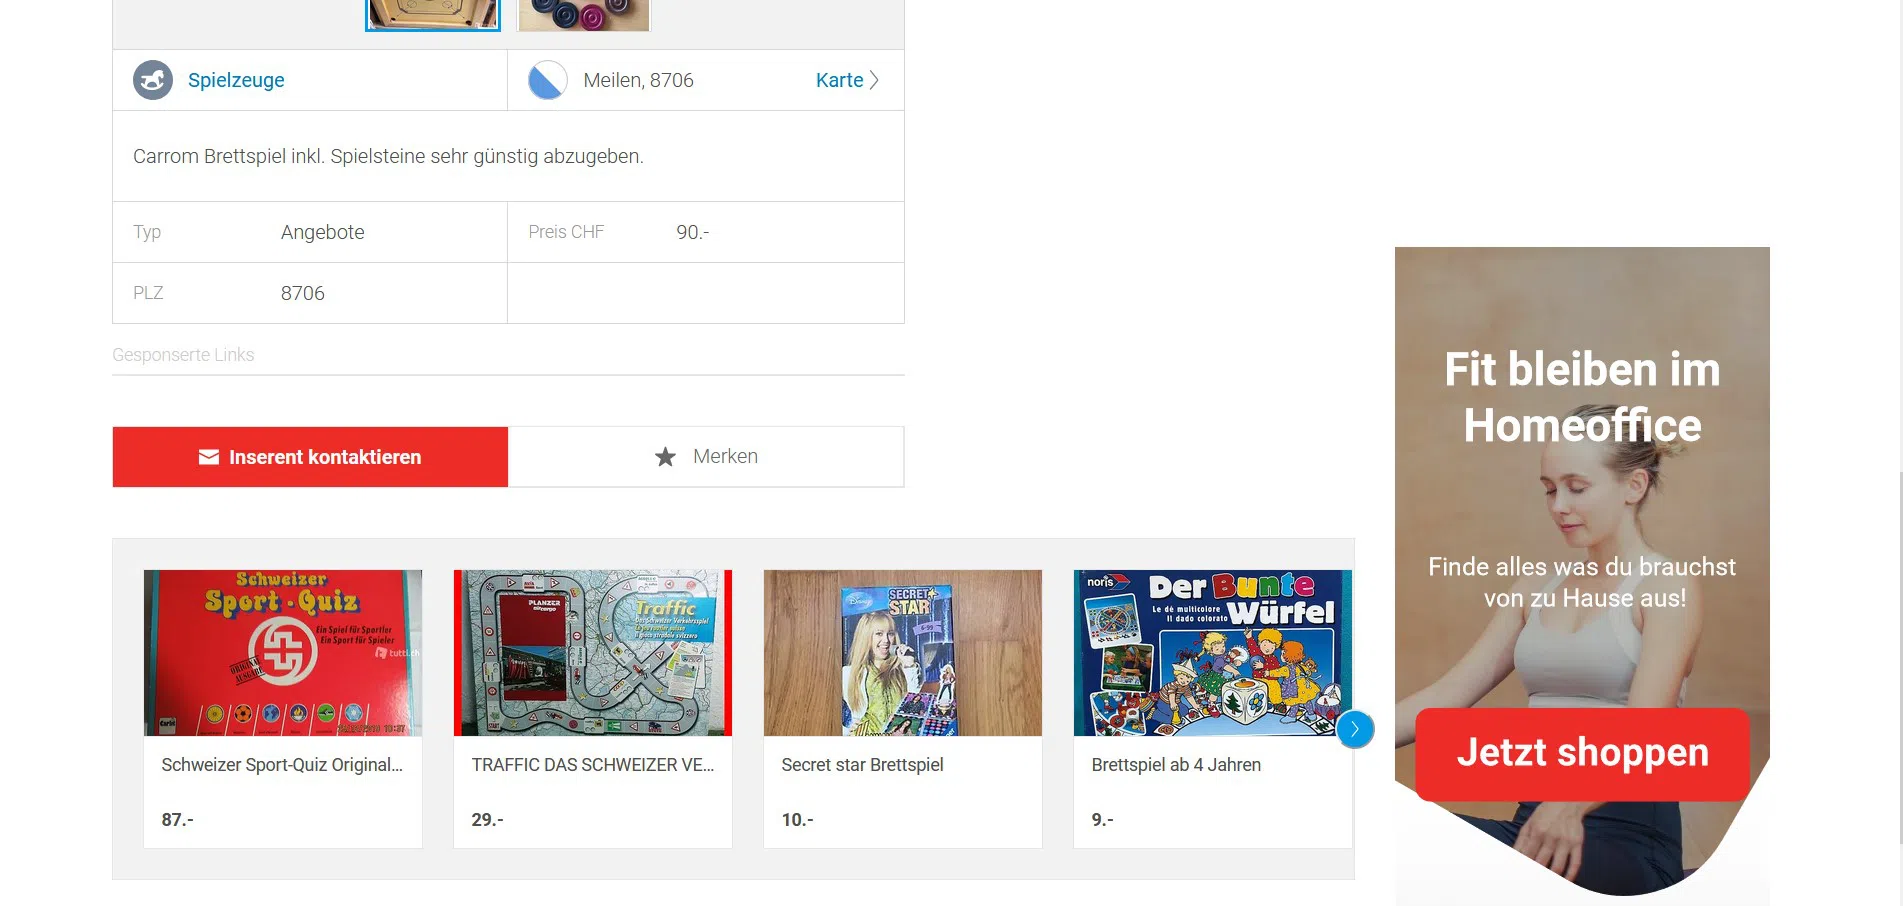 Spielzeuge
Meilen, 8706
Karte
Carrom Brettspiel inkl. Spielsteine sehr günstig abzugeben.
Typ
Angebote
Preis CHF
90.-
PLZ
8706
Gesponserte Links
Inserent kontaktieren
Merken
Schweizer
Sport-Quiz
Ein Spiel für Sportler
Ein Sport für Spieler
ORIGINAL
AUSGABE
tutti.ch
Schweizer Sport-Quiz Original...
87.-
PLANZER
Traffic
TRAFFIC DAS SCHWEIZER VE...
29.-
Disney
SECRET
STAR
Secret star Brettspiel
10.-
noris
Der Bunte
Würfel
Le dé multicolore
Il dado colorato
Brettspiel ab 4 Jahren
9.-
Fit bleiben im
Homeoffice
Finde alles was du brauchst
von zu Hause aus!
Jetzt shoppen